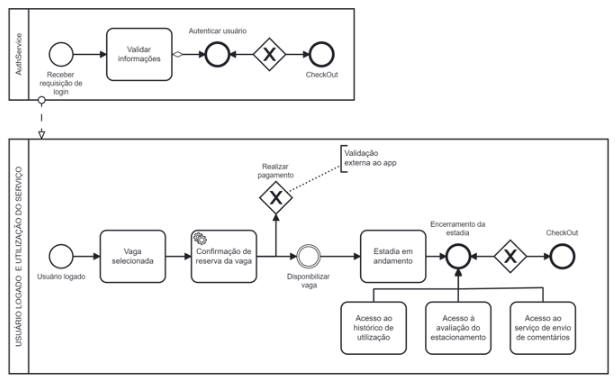 AuthService
Receber
requisição de
login
Validar
informações
Autenticar usuário
CheckOut
USUÁRIO LOGADO E UTILIZAÇÃO DO SERVIÇO
Usuário logado
Vaga
selecionada
Confirmação de
reserva da vaga
Realizar
pagamento
Validação
externa ao app
Disponibilizar
vaga
Estadia em
andamento
Encerramento da
estadia
CheckOut
Acesso ao
histórico de
utilização
Acesso à
avaliação do
estacionamento
Acesso ao
serviço de envio
de comentários